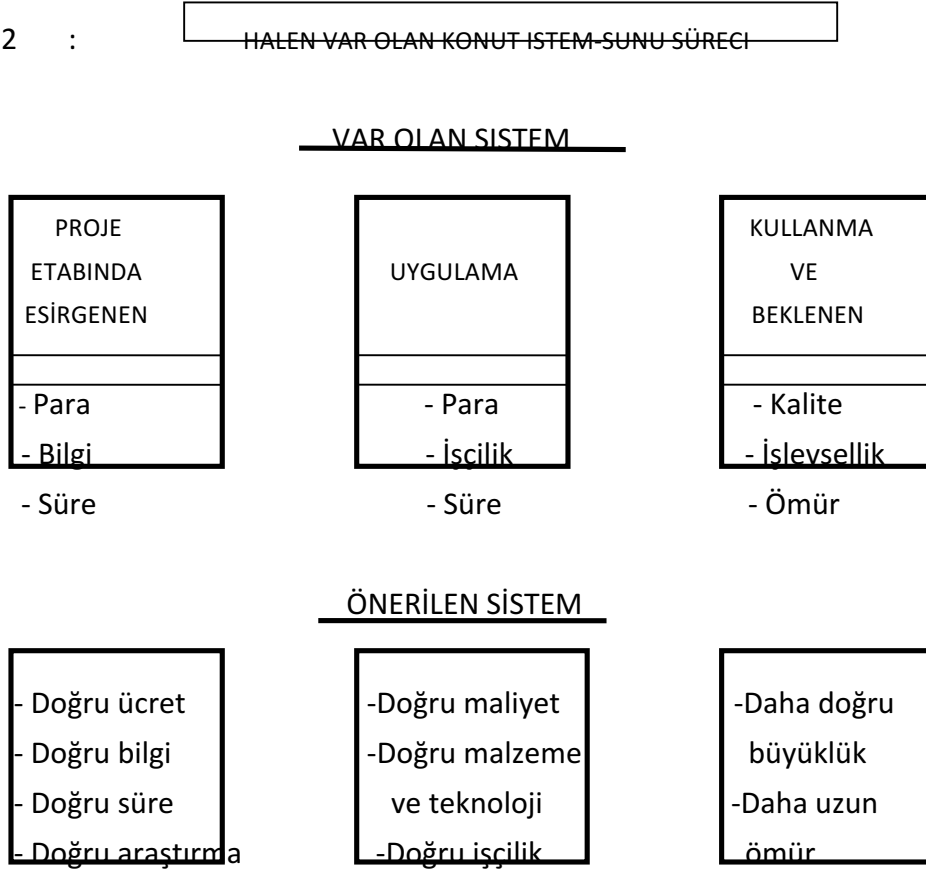 2 :
HALEN VAR OLAN KONUT ISTEM-SUNU SÜRECI
VAR OLAN SISTEM
PROJE
ETABINDA
ESİRGENEN
- Para
- Bilgi
- Süre
UYGULAMA
- Para
- İşçilik
- Süre
KULLANMA
VE
BEKLENEN
- Kalite
- İşlevsellik
- Ömür
ÖNERİLEN SİSTEM
- Doğru ücret
- Doğru bilgi
- Doğru süre
- Doğru araştırma
-Doğru maliyet
-Doğru malzeme
ve teknoloji
-Doğru işçilik
-Daha doğru
büyüklük
-Daha uzun
ömür